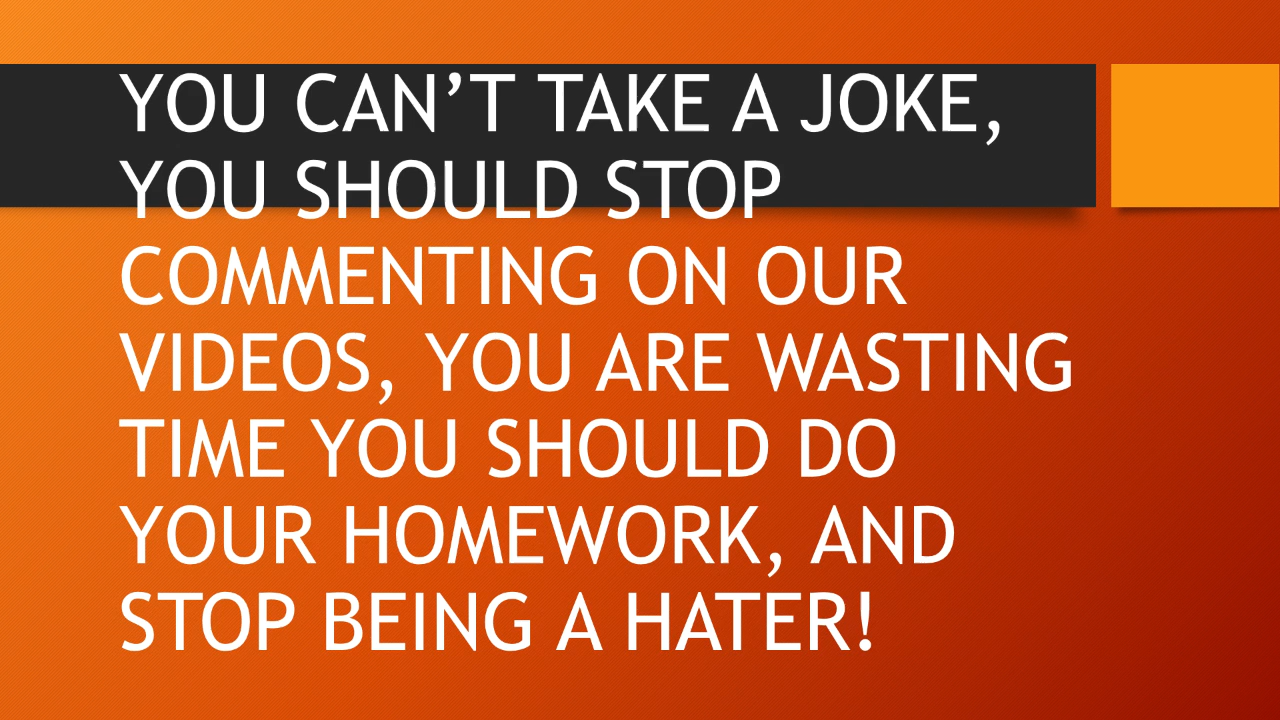 YOU CAN’T TAKE A JOKE,
YOU SHOULD STOP
COMMENTING ON OUR
VIDEOS, YOU ARE WASTING
TIME YOU SHOULD DO
YOUR HOMEWORK, AND
STOP BEING A HATER!